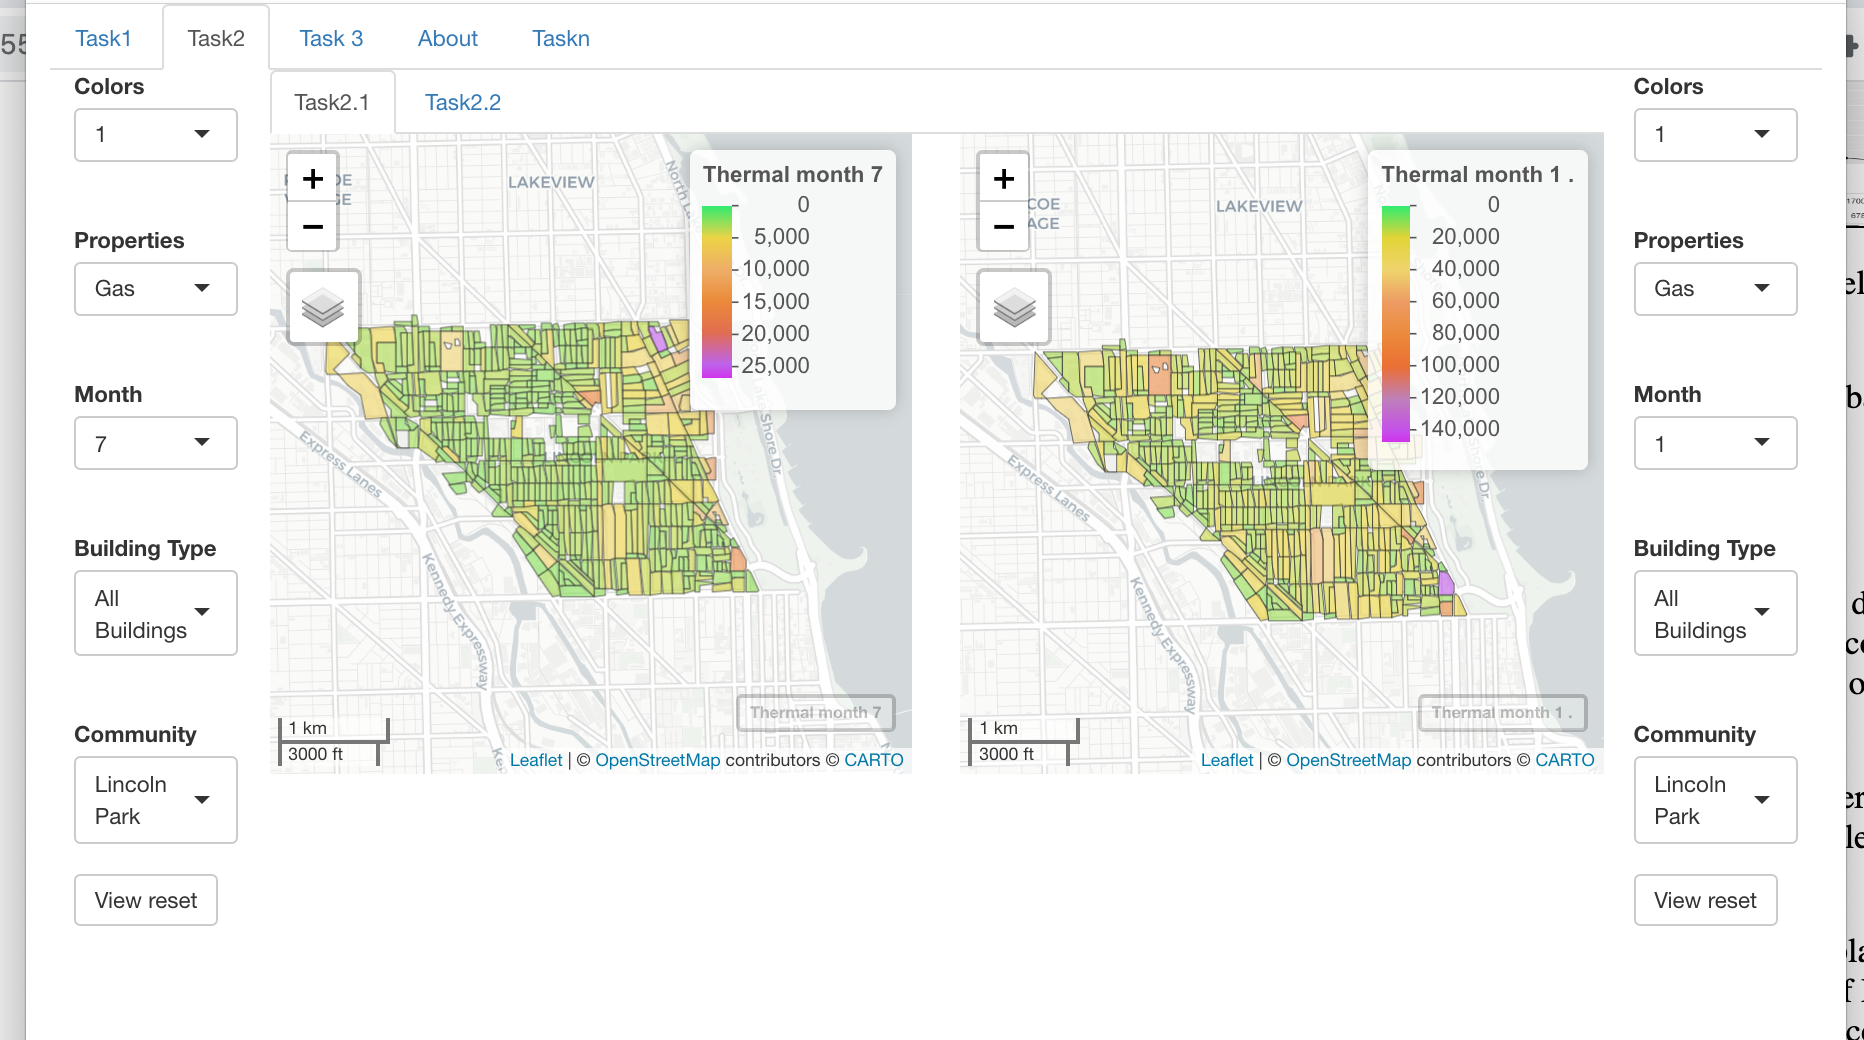 Task1
Task2
Task 3
About
Taskn
Colors
1
Properties
Gas
Month
7
Building Type
All
Buildings
Community
Lincoln
Park
View reset
Task2.1
Task2.2
+
−
LAKEVIEW
Thermal month 7
0
5,000
10,000
15,000
20,000
25,000
Shore Dr
Express Lanes
Kennedy Expressway
Thermal month 7
1 km
3000 ft
Leaflet | © OpenStreetMap contributors © CARTO
+
−
COE
AGE
LAKEVIEW
Thermal month 1 .
0
20,000
40,000
60,000
80,000
100,000
120,000
140,000
Express Lanes
Kennedy Expressway
Thermal month 1 .
1 km
3000 ft
Leaflet | © OpenStreetMap contributors © CARTO
Colors
1
Properties
Gas
Month
1
Building Type
All
Buildings
Community
Lincoln
Park
View reset